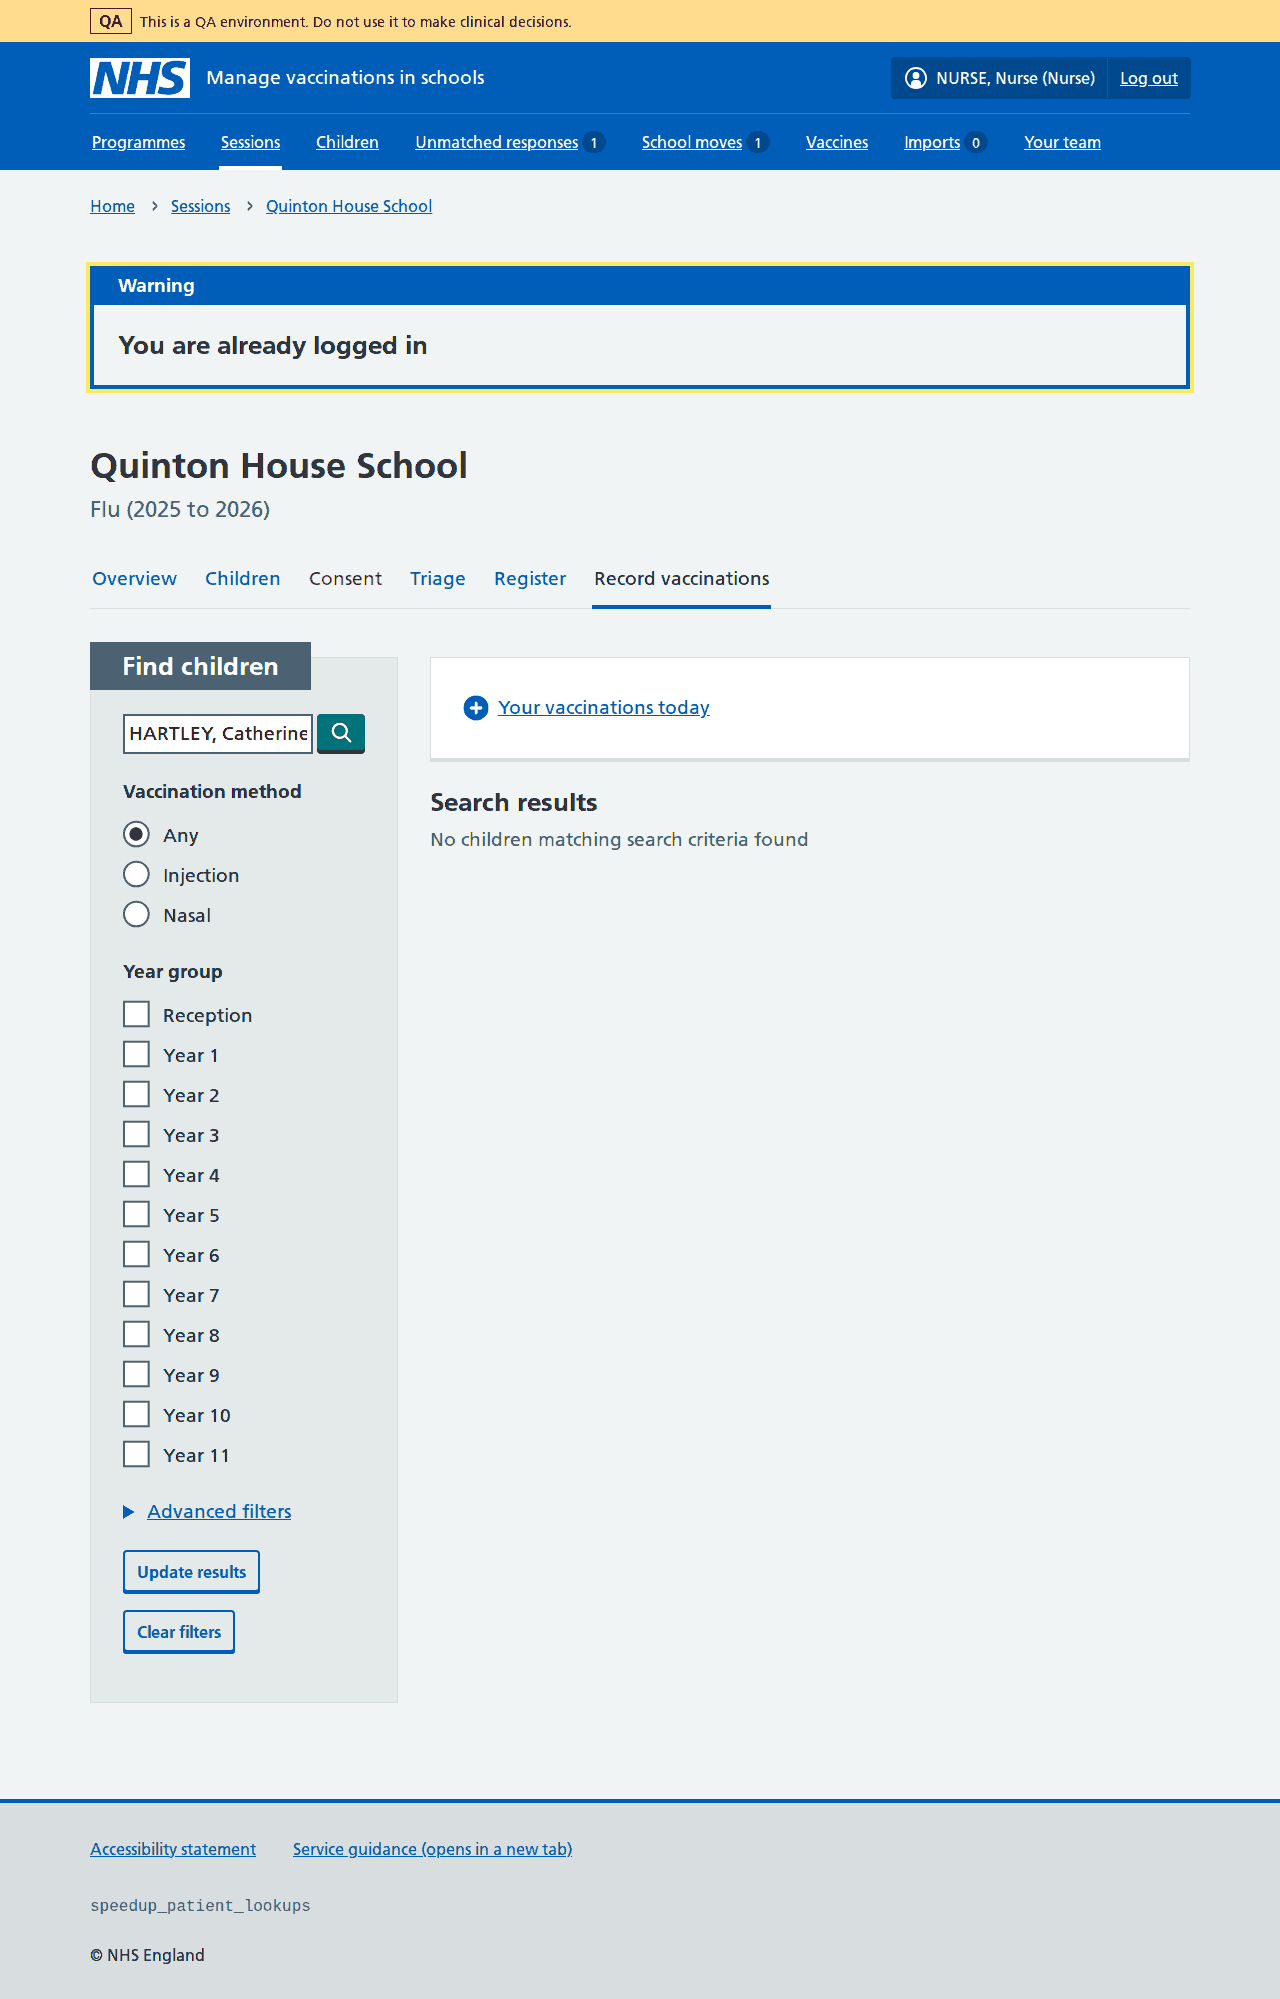 QA This is a QA environment. Do not use it to make clinical decisions.
NHS Manage vaccinations in schools NURSE, Nurse (Nurse) Log out
Programmes Sessions Children Unmatched responses 1 School moves 1 Vaccines Imports 0 Your team
Home > Sessions > Quinton House School
Warning
You are already logged in
Quinton House School
Flu (2025 to 2026)
Overview Children Consent Triage Register Record vaccinations
Find children
HARTLEY, Catherine
Vaccination method
Any
Injection
Nasal
Year group
Reception
Year 1
Year 2
Year 3
Year 4
Year 5
Year 6
Year 7
Year 8
Year 9
Year 10
Year 11
Advanced filters
Update results
Clear filters
Your vaccinations today
Search results
No children matching search criteria found
Accessibility statement Service guidance (opens in a new tab)
speedup_patient_lookups
© NHS England